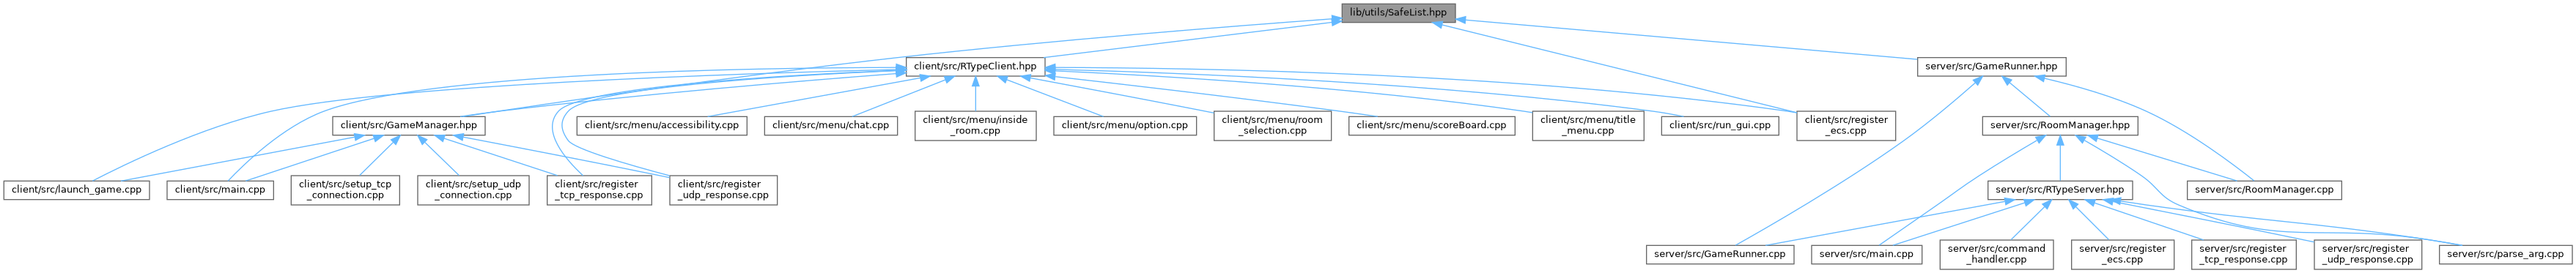 lib/utils/SafeList.hpp
client/src/RTypeClient.hpp
server/src/GameRunner.hpp
client/src/GameManager.hpp
client/src/menu/accessibility.cpp
client/src/menu/chat.cpp
client/src/menu/inside
_room.cpp
client/src/menu/option.cpp
client/src/menu/room
_selection.cpp
client/src/menu/scoreBoard.cpp
client/src/menu/title
_menu.cpp
client/src/run_gui.cpp
client/src/register
_ecs.cpp
server/src/RoomManager.hpp
client/src/launch_game.cpp
client/src/main.cpp
client/src/setup_tcp
_connection.cpp
client/src/setup_udp
_connection.cpp
client/src/register
_tcp_response.cpp
client/src/register
_udp_response.cpp
server/src/RTypeServer.hpp
server/src/RoomManager.cpp
server/src/GameRunner.cpp
server/src/main.cpp
server/src/command
_handler.cpp
server/src/register
_ecs.cpp
server/src/register
_tcp_response.cpp
server/src/register
_udp_response.cpp
server/src/parse_arg.cpp